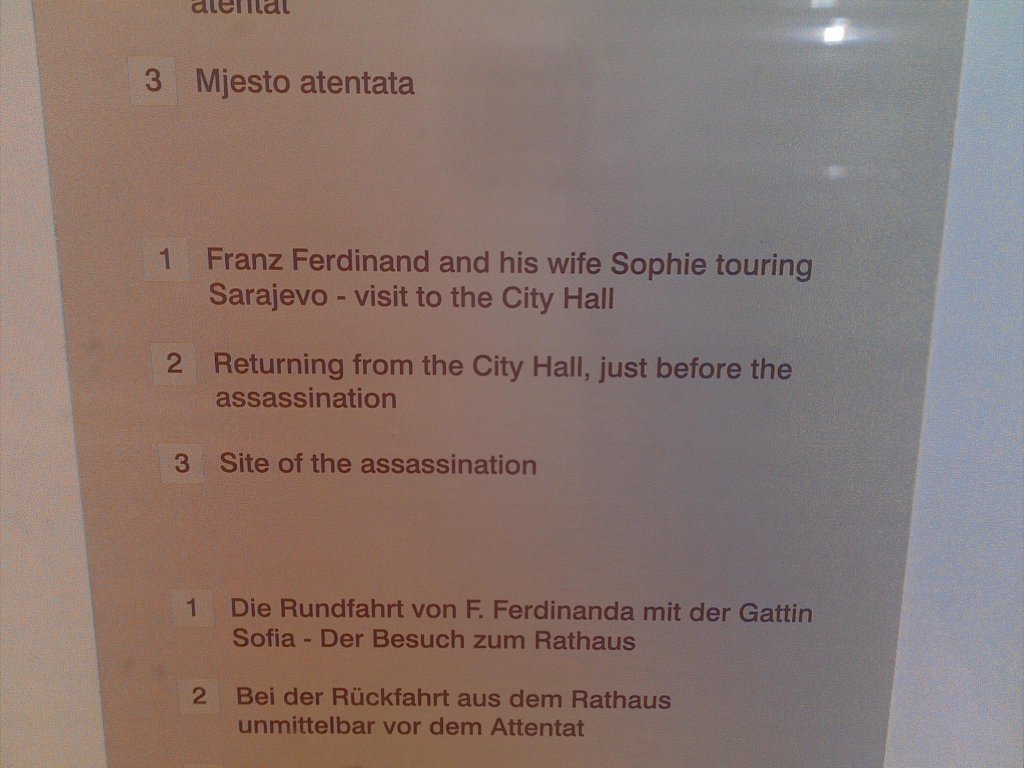 atentat
3 Mjesto atentata
1 Franz Ferdinand and his wife Sophie touring
Sarajevo - visit to the City Hall
2 Returning from the City Hall, just before the
assassination
3 Site of the assassination
1 Die Rundfahrt von F. Ferdinanda mit der Gattin
Sofia - Der Besuch zum Rathaus
2 Bei der Rückfahrt aus dem Rathaus
unmittelbar vor dem Attentat